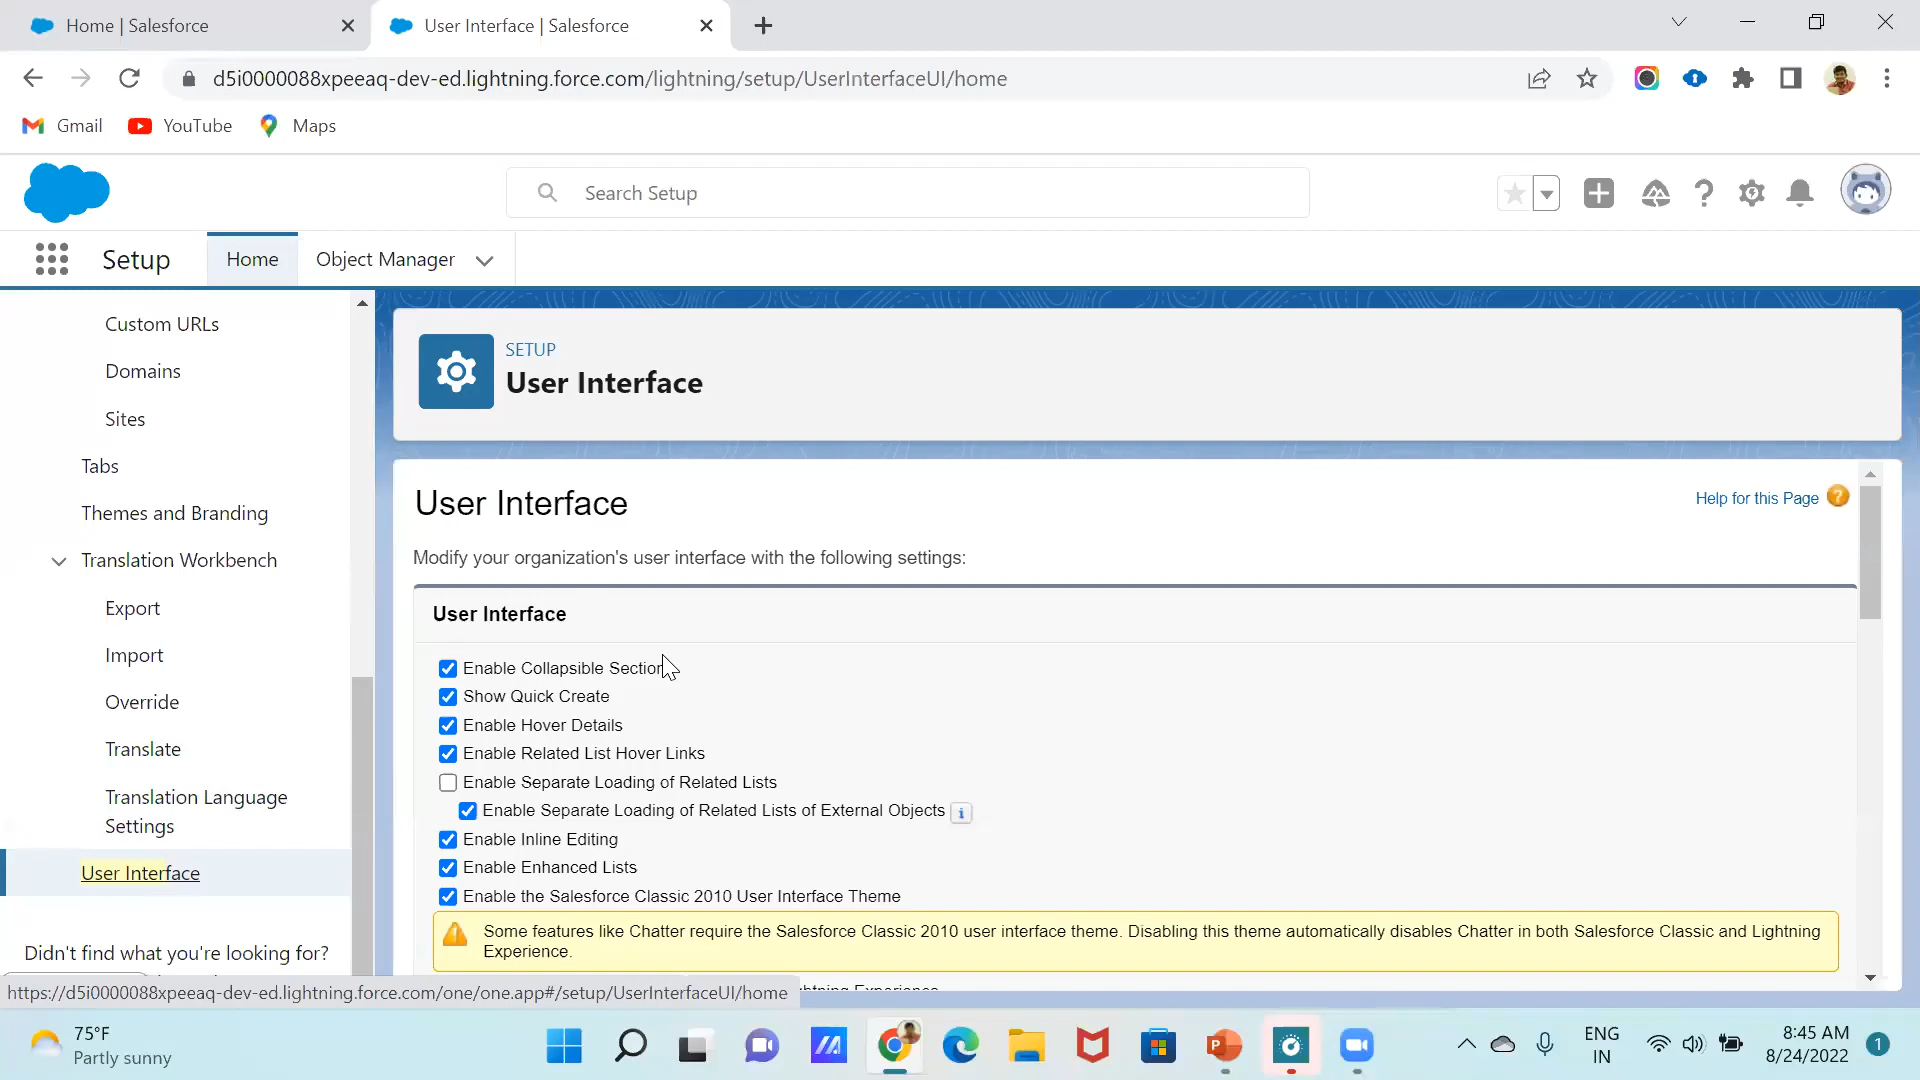 Home | Salesforce
User Interface | Salesforce
d5i0000088xpeeaq-dev-ed.lightning.force.com/lightning/setup/UserInterfaceUI/home
Gmail
YouTube
Maps
Search Setup
Setup
Home
Object Manager
Custom URLs
Domains
Sites
Tabs
Themes and Branding
Translation Workbench
Export
Import
Override
Translate
Translation Language
Settings
User Interface
Didn't find what you're looking for?
SETUP
User Interface
User Interface
Help for this Page ?
Modify your organization's user interface with the following settings:
User Interface
Enable Collapsible Section
Show Quick Create
Enable Hover Details
Enable Related List Hover Links
Enable Separate Loading of Related Lists
Enable Separate Loading of Related Lists of External Objects i
Enable Inline Editing
Enable Enhanced Lists
Enable the Salesforce Classic 2010 User Interface Theme
Some features like Chatter require the Salesforce Classic 2010 user interface theme. Disabling this theme automatically disables Chatter in both Salesforce Classic and Lightning
Experience.
https://d5i0000088xpeeaq-dev-ed.lightning.force.com/one/one.app#/setup/UserInterfaceUI/home
75°F
Partly sunny
ENG
IN
8:45 AM
8/24/2022
1